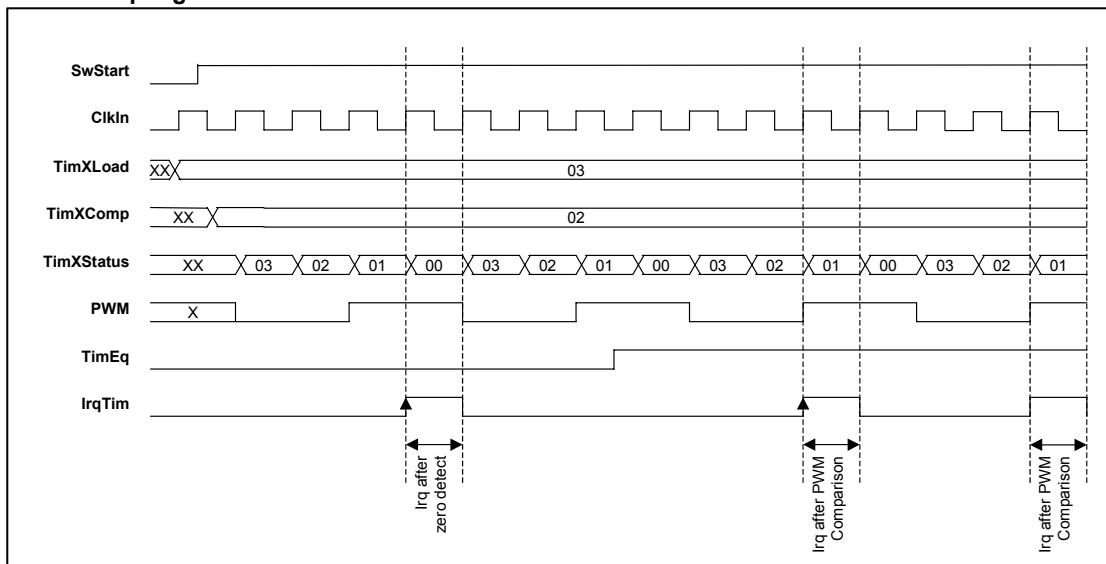 SwStart
ClkIn
TimXLoad XX 03
TimXComp XX 02
TimXStatus XX 03 02 01 00 03 02 01 00 03 02 01 00 03 02 01
PWM X
TimEq
IrqTim
Irq after
zero detect
Irq after PWM
Comparison
Irq after PWM
Comparison